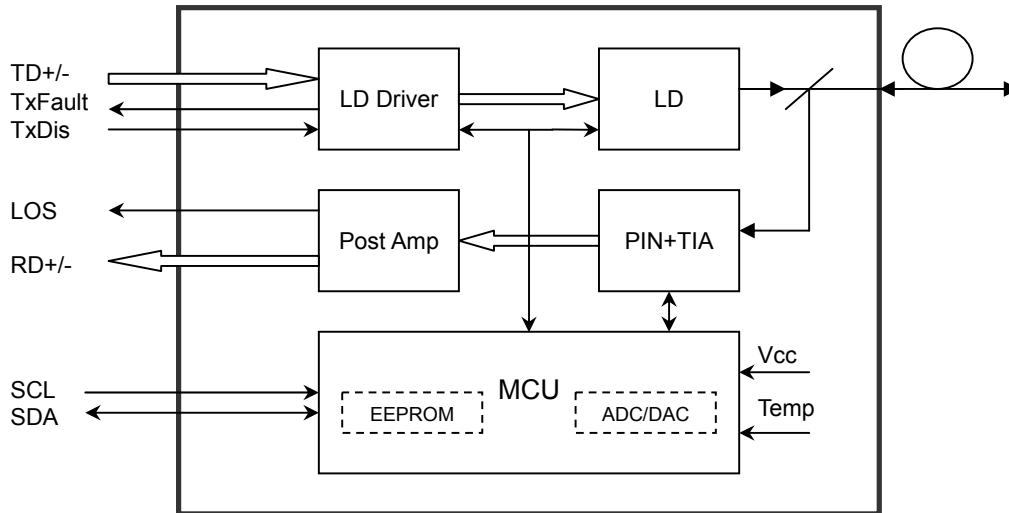 TD+/-
TxFault
TxDis
LD Driver
LD
LOS
RD+/-
Post Amp
PIN+TIA
SCL
SDA
MCU
EEPROM
ADC/DAC
Vcc
Temp